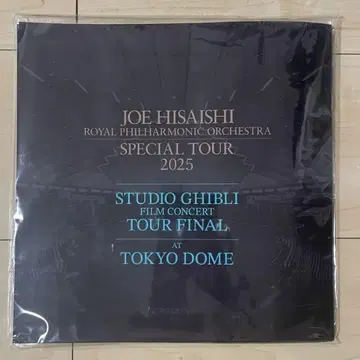 JOE HISAISHI
ROYAL PHILHARMONIC ORCHESTRA
SPECIAL TOUR
2025
STUDIO GHIBLI
FILM CONCERT
TOUR FINAL
AT
TOKYO DOME